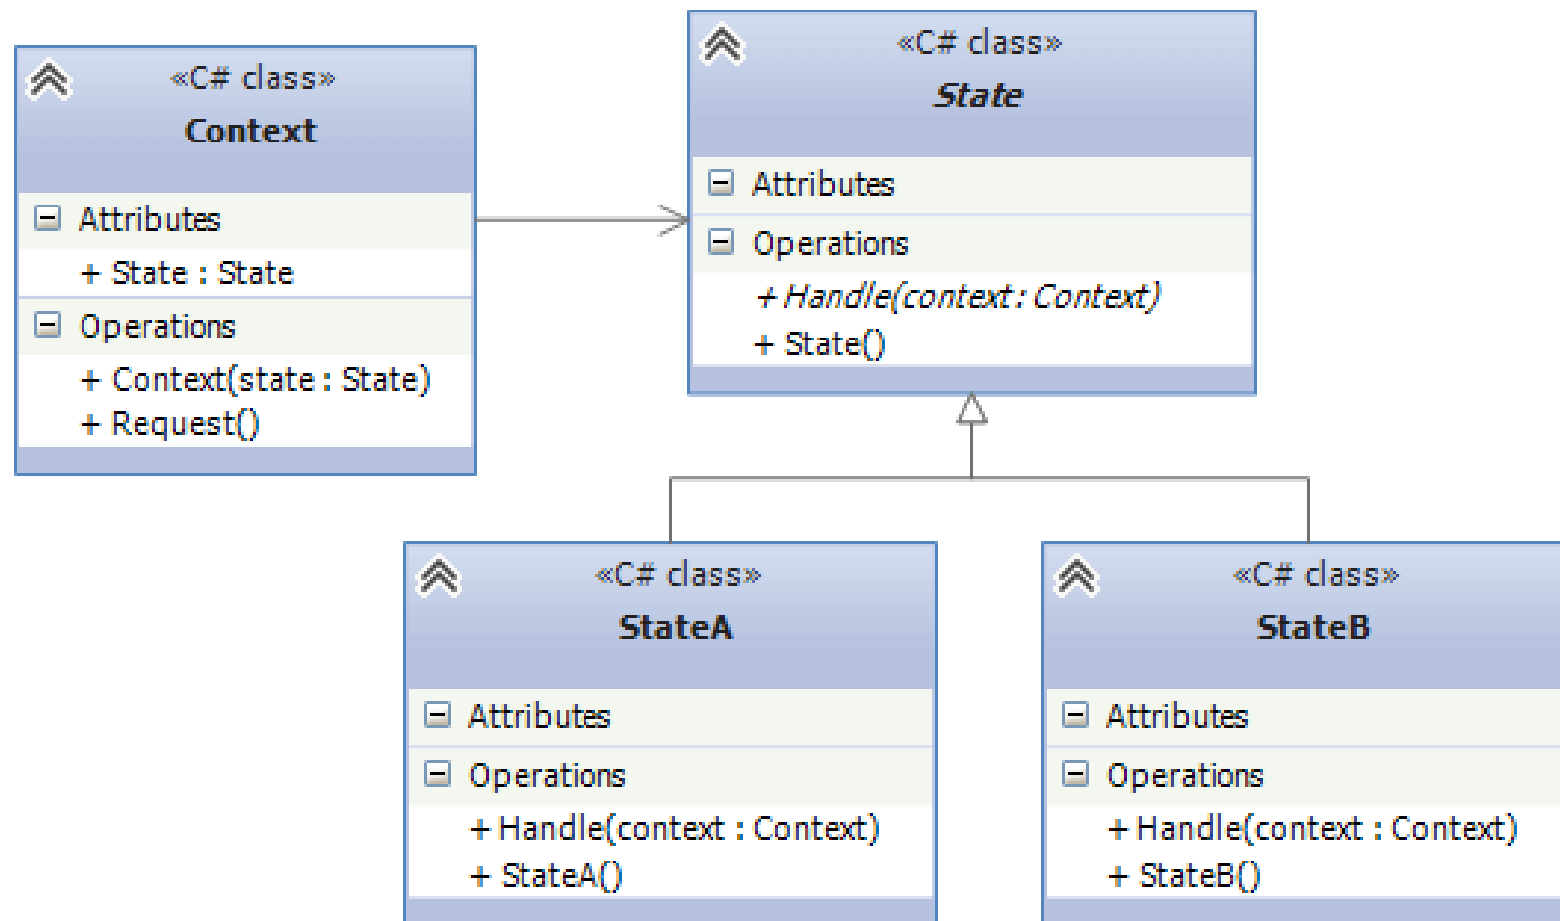 «C# class»
Context
Attributes
+ State : State
Operations
+ Context(state : State)
+ Request()
«C# class»
State
Attributes
Operations
+ Handle(context : Context)
+ State()
«C# class»
StateA
Attributes
Operations
+ Handle(context : Context)
+ StateA()
«C# class»
StateB
Attributes
Operations
+ Handle(context : Context)
+ StateB()